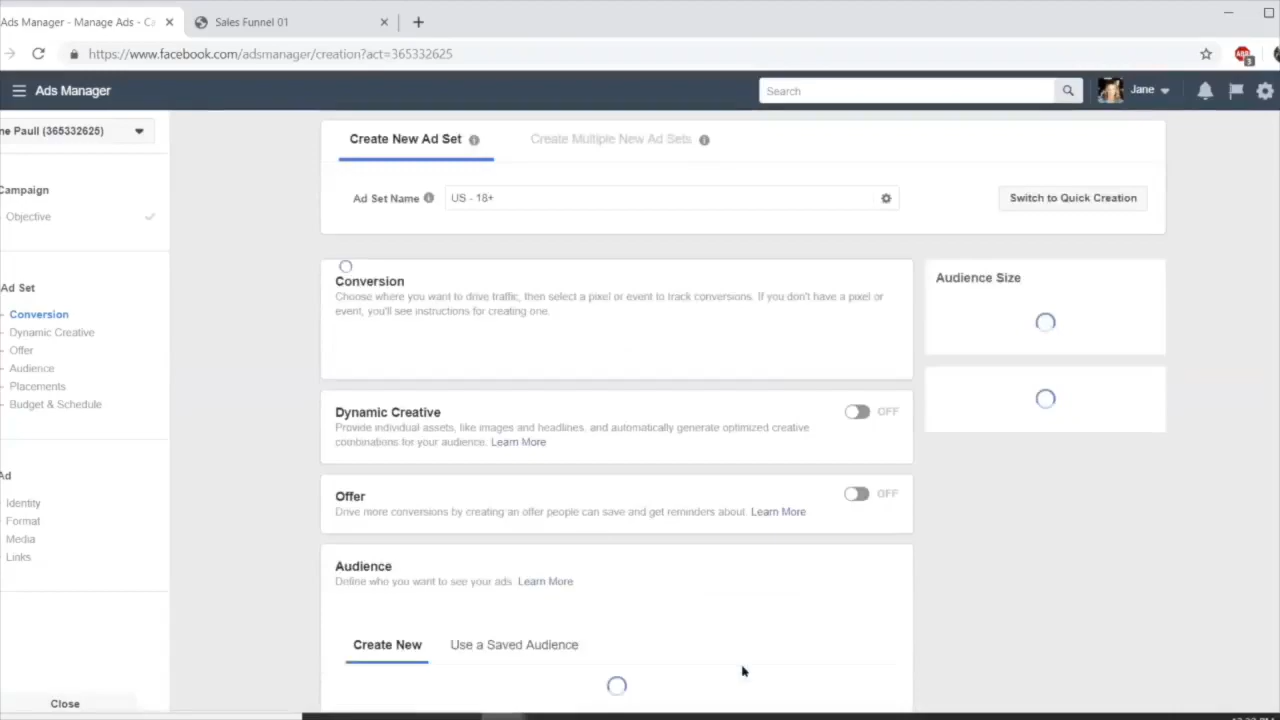 Ads Manager - Manage Ads - Ca
Sales Funnel 01
https://www.facebook.com/adsmanager/creation?act=365332625
ABP
3
Ads Manager
Search
Jane
ne Paull (365332625)
Create New Ad Set
Create Multiple New Ad Sets
Ad Set Name
US - 18+
Switch to Quick Creation
Campaign
Objective
Ad Set
Conversion
Dynamic Creative
Offer
Audience
Placements
Budget & Schedule
Ad
Identity
Format
Media
Links
Close
Conversion
Choose where you want to drive traffic, then select a pixel or event to track conversions. If you don't have a pixel or
event, you'll see instructions for creating one.
Dynamic Creative
OFF
Provide individual assets, like images and headlines, and automatically generate optimized creative
combinations for your audience. Learn More
Offer
OFF
Drive more conversions by creating an offer people can save and get reminders about. Learn More
Audience
Define who you want to see your ads. Learn More
Create New
Use a Saved Audience
Audience Size